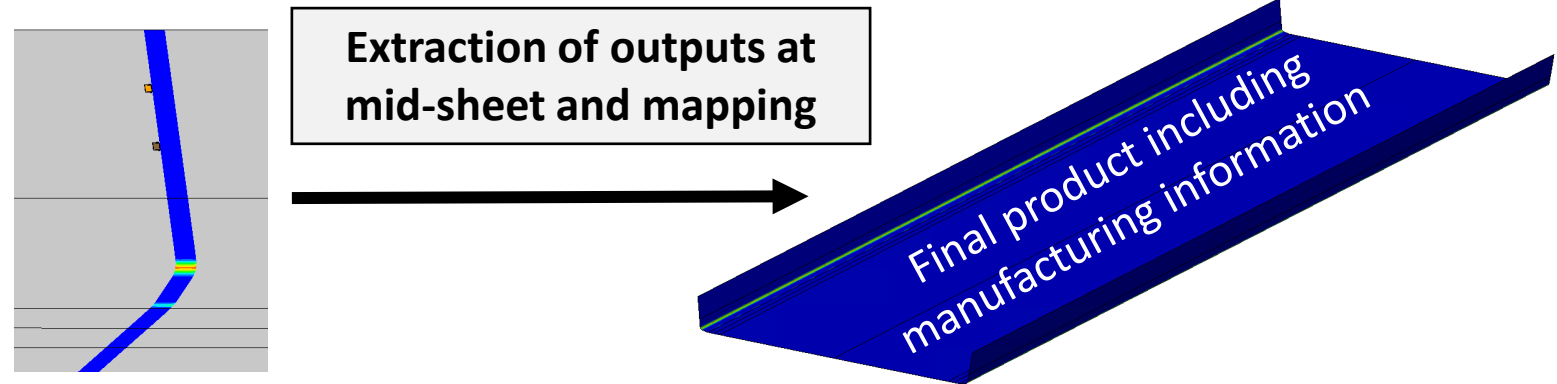 Extraction of outputs at
mid-sheet and mapping
Final product including
manufacturing information